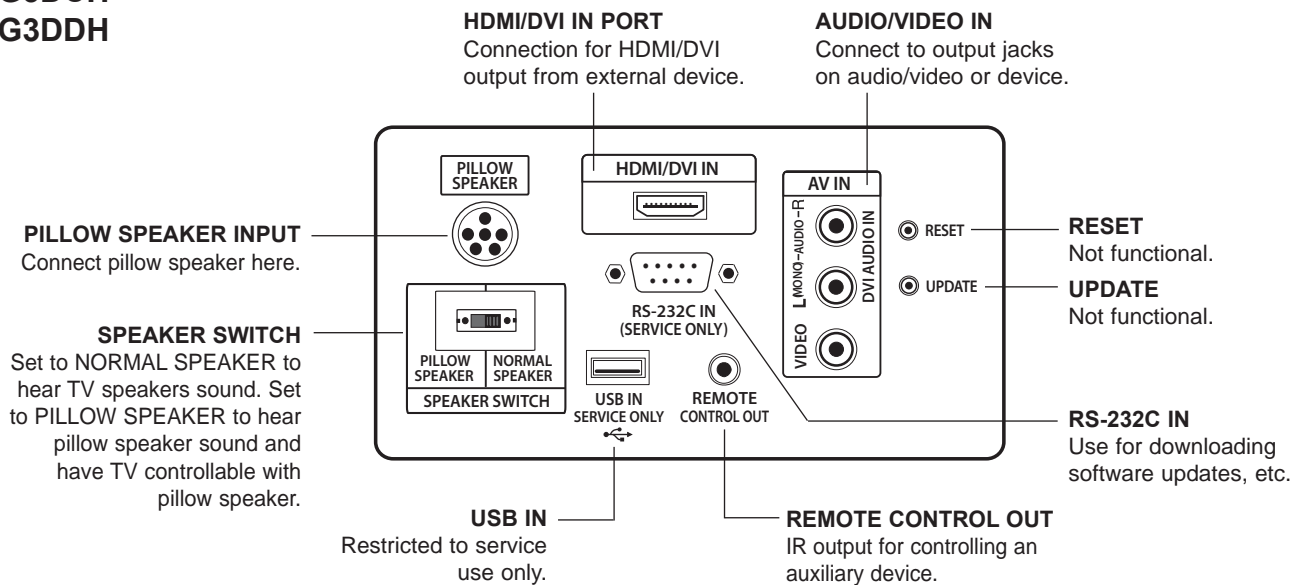 G3DDH
HDMI/DVI IN PORT
Connection for HDMI/DVI
output from external device.
AUDIO/VIDEO IN
Connect to output jacks
on audio/video or device.
PILLOW SPEAKER INPUT
Connect pillow speaker here.
SPEAKER SWITCH
Set to NORMAL SPEAKER to
hear TV speakers sound. Set
to PILLOW SPEAKER to hear
pillow speaker sound and
have TV controllable with
pillow speaker.
PILLOW
SPEAKER
HDMI/DVI IN
AV IN
L(MONO)-AUDIO-R
DVI AUDIO IN
VIDEO
RESET
UPDATE
RS-232C IN
(SERVICE ONLY)
PILLOW
SPEAKER
NORMAL
SPEAKER
SPEAKER SWITCH
USB IN
SERVICE ONLY
REMOTE
CONTROL OUT
RESET
Not functional.
UPDATE
Not functional.
RS-232C IN
Use for downloading
software updates, etc.
USB IN
Restricted to service
use only.
REMOTE CONTROL OUT
IR output for controlling an
auxiliary device.